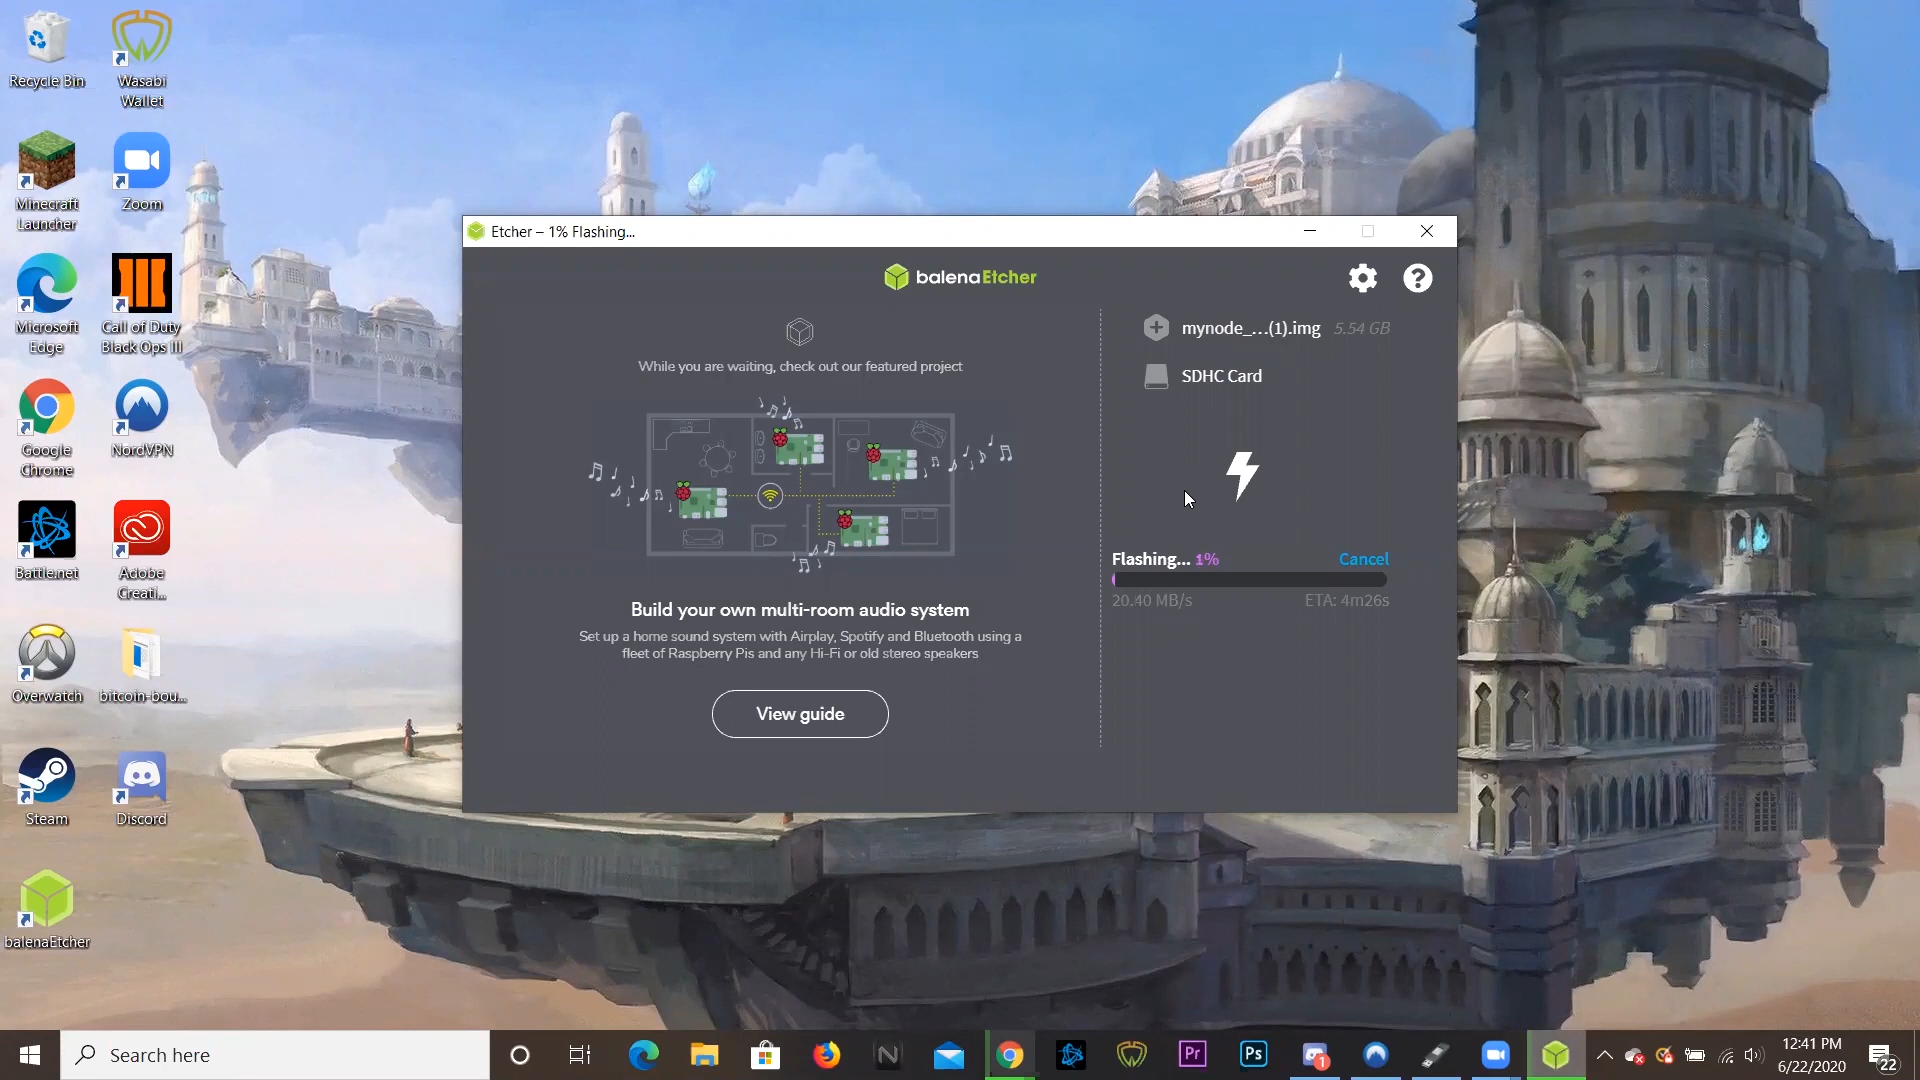 Recycle Bin
Wasabi
Wallet
Minecraft
Launcher
Zoom
Microsoft
Edge
Call of Duty
Black Ops III
Google
Chrome
NordVPN
Battle.net
Adobe
Creati...
Overwatch
bitcoin-bou...
Steam
Discord
balenaEtcher
Etcher – 1% Flashing...
balenaEtcher
While you are waiting, check out our featured project
Build your own multi-room audio system
Set up a home sound system with Airplay, Spotify and Bluetooth using a
fleet of Raspberry Pis and any Hi-Fi or old stereo speakers
View guide
mynode_...(1).img 5.54 GB
SDHC Card
Flashing... 1% Cancel
20.40 MB/s ETA: 4m26s
Search here
N
Pr
Ps
1
12:41 PM
6/22/2020
22